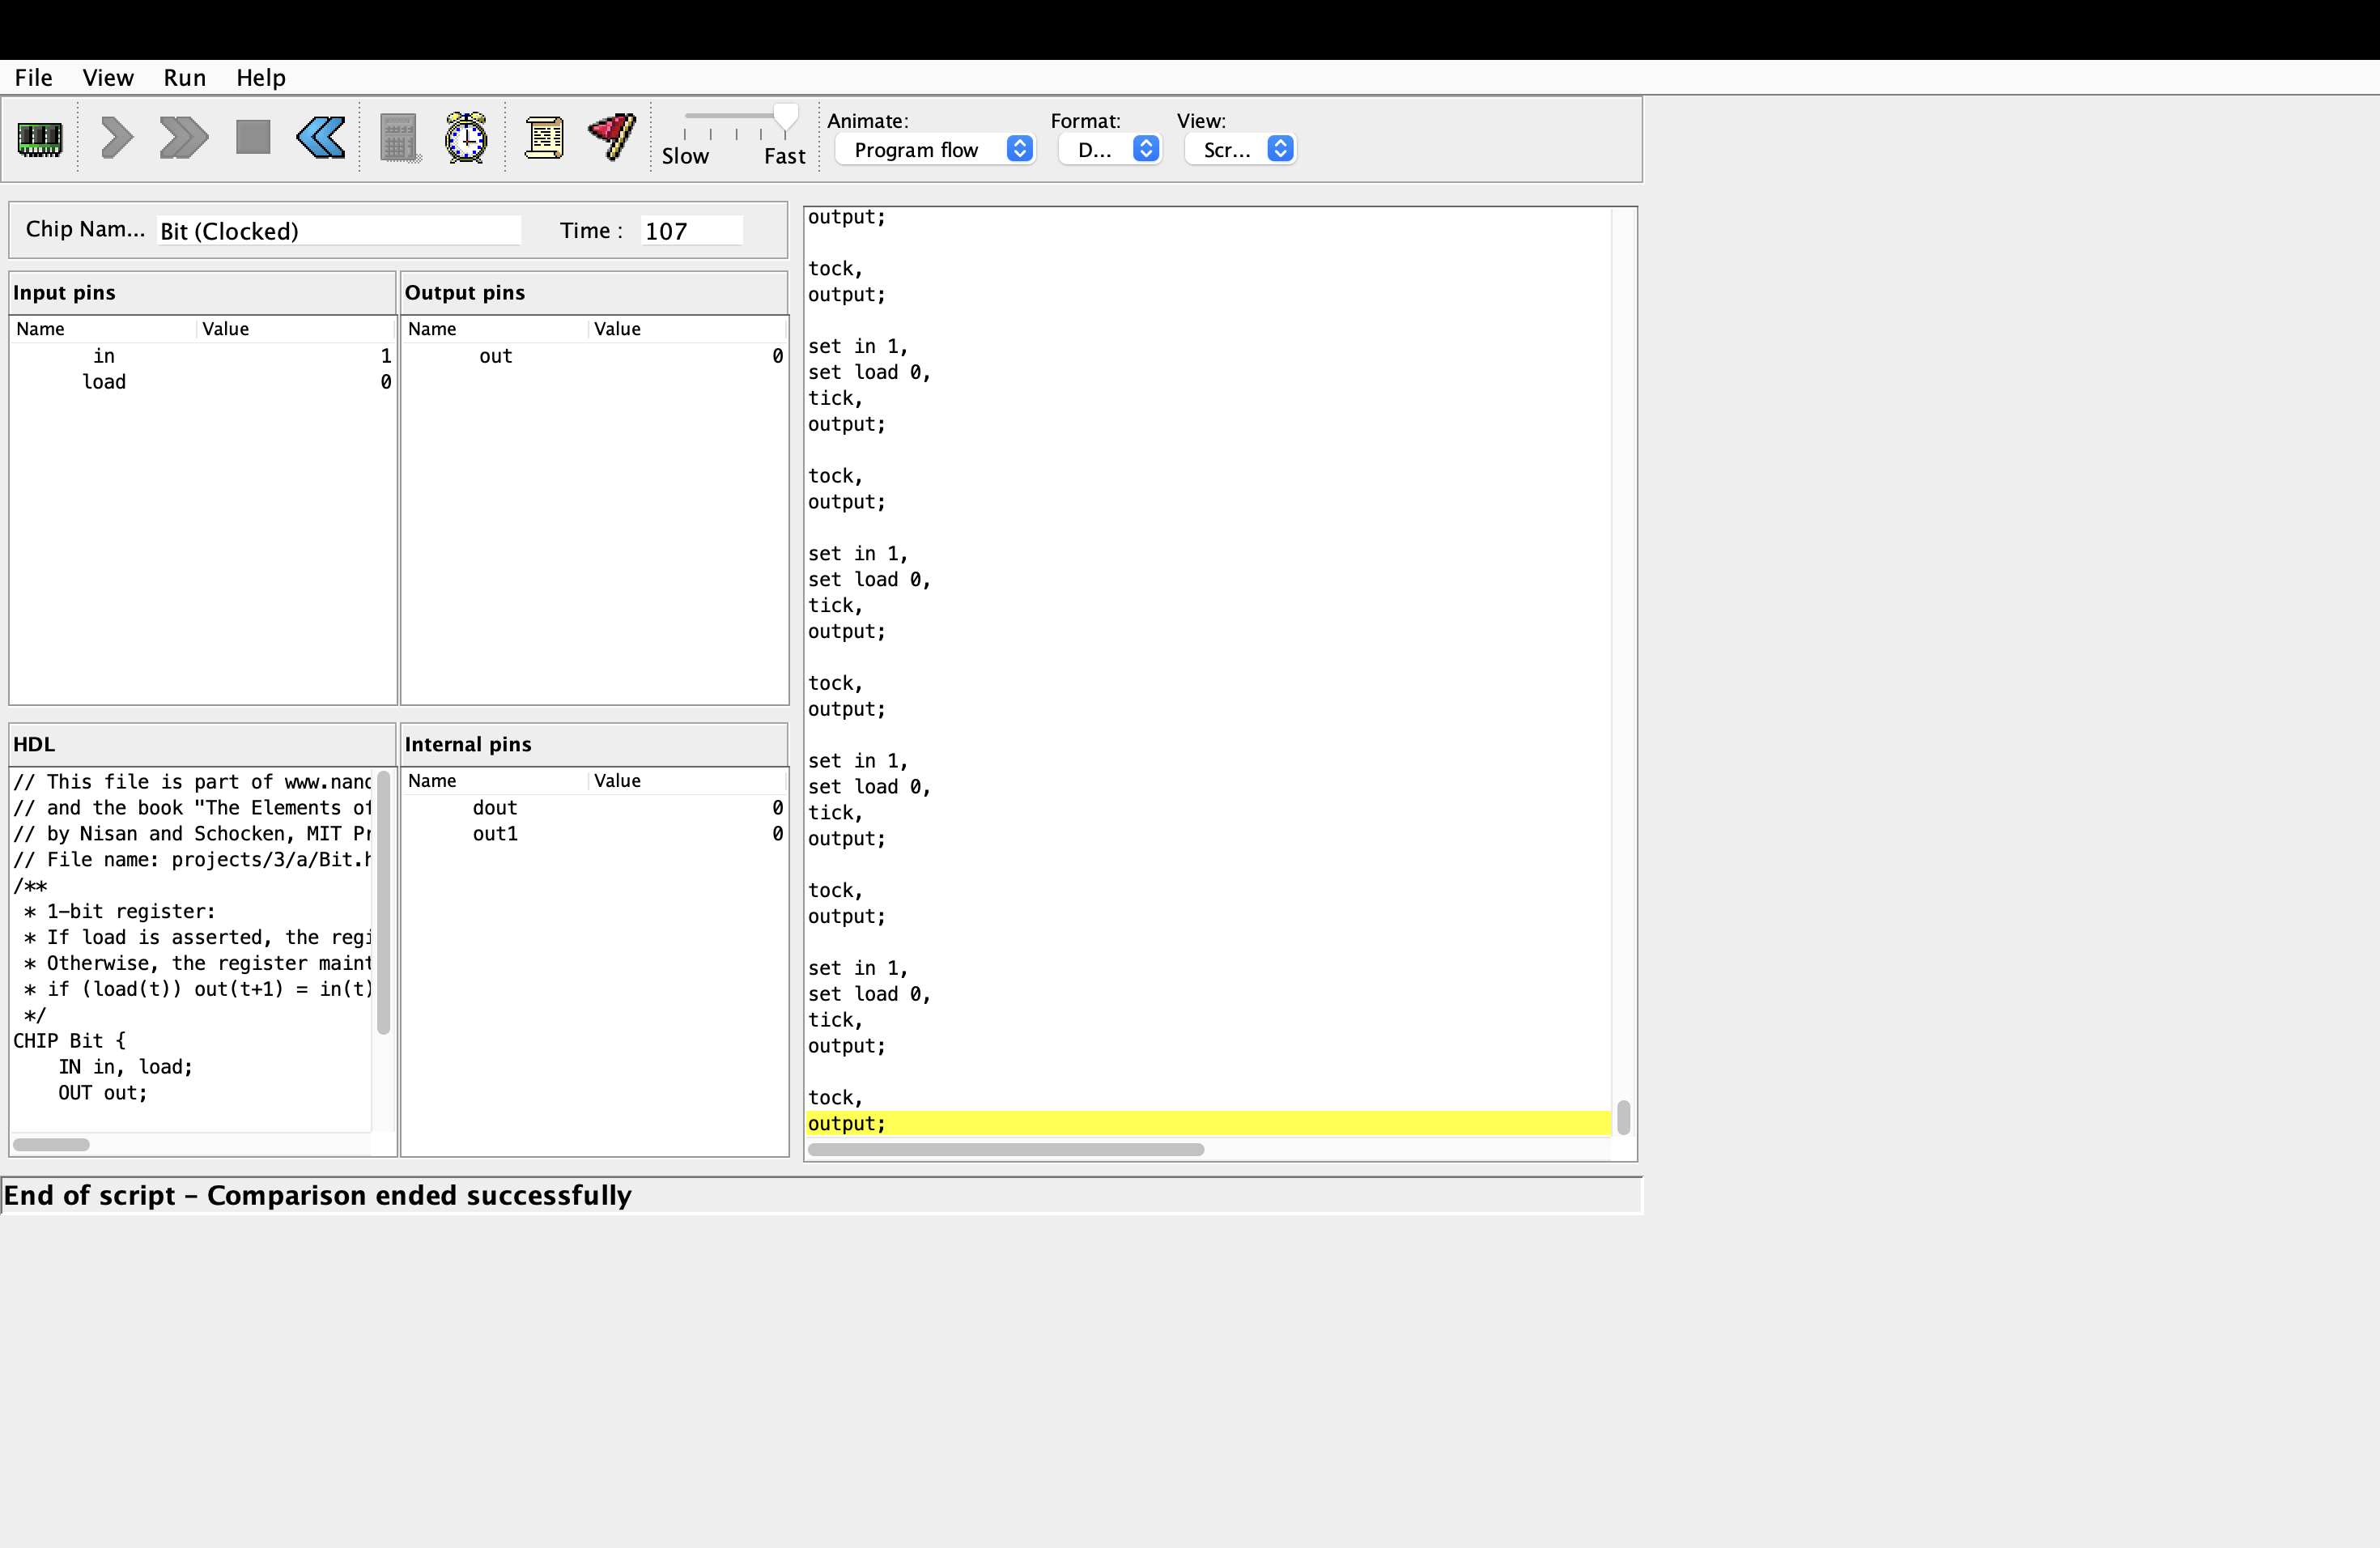 File View Run Help
Animate: Format: View:
Slow Fast Program flow D... Scr...
Chip Nam... Bit (Clocked) Time : 107
Input pins
Name Value
in 1
load 0
Output pins
Name Value
out 0
HDL
// This file is part of www.nand
// and the book "The Elements of
// by Nisan and Schocken, MIT Pr
// File name: projects/3/a/Bit.h
/**
* 1-bit register:
* If load is asserted, the regi
* Otherwise, the register maint
* if (load(t)) out(t+1) = in(t)
*/
CHIP Bit {
IN in, load;
OUT out;
Internal pins
Name Value
dout 0
out1 0
output;
tock,
output;
set in 1,
set load 0,
tick,
output;
tock,
output;
set in 1,
set load 0,
tick,
output;
tock,
output;
set in 1,
set load 0,
tick,
output;
tock,
output;
set in 1,
set load 0,
tick,
output;
tock,
output;
End of script - Comparison ended successfully